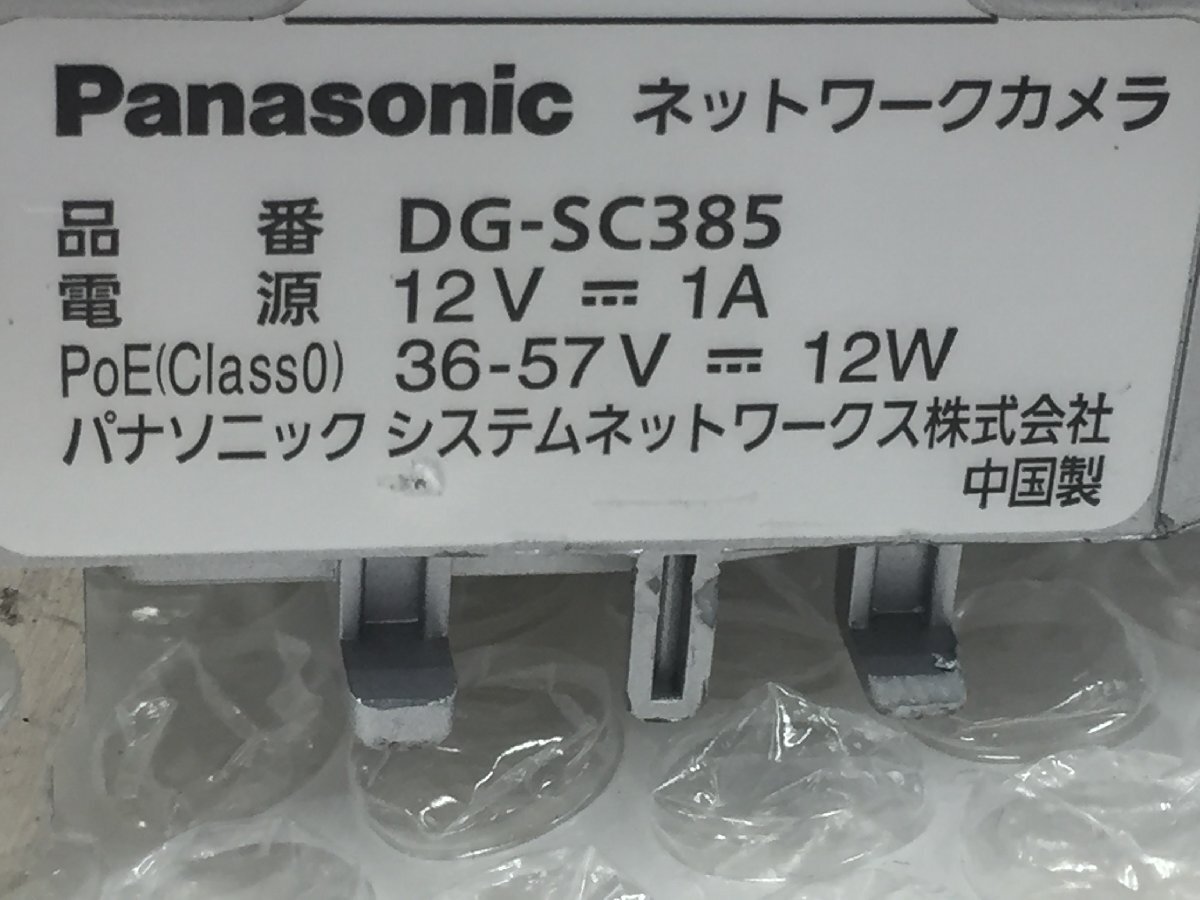 Panasonic ネットワークカメラ
品番 DG-SC385
電源 12V ⎓ 1A
PoE(Class0) 36-57V ⎓ 12W
パナソニック システムネットワークス株式会社
中国製